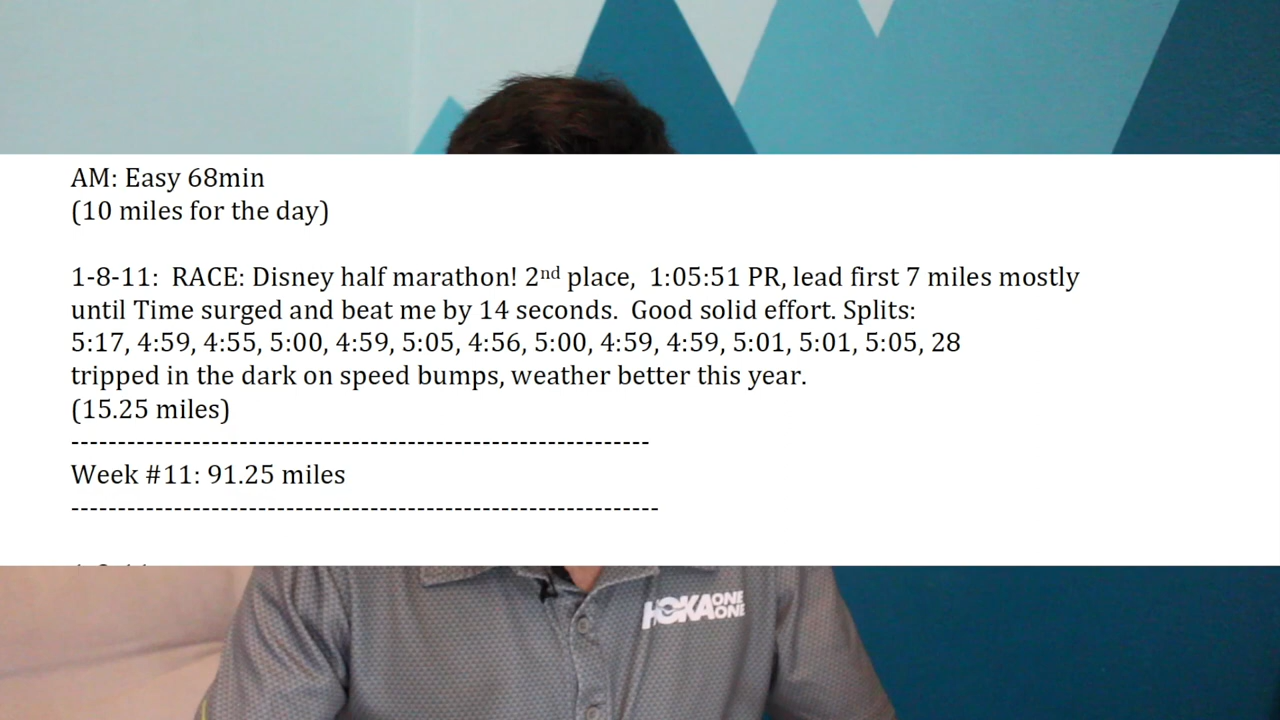 AM: Easy 68min
(10 miles for the day)
1-8-11:  RACE: Disney half marathon! 2nd place,  1:05:51 PR, lead first 7 miles mostly
until Time surged and beat me by 14 seconds.  Good solid effort. Splits:
5:17, 4:59, 4:55, 5:00, 4:59, 5:05, 4:56, 5:00, 4:59, 4:59, 5:01, 5:01, 5:05, 28
tripped in the dark on speed bumps, weather better this year.
(15.25 miles)
--------------------------------------------------------------
Week #11: 91.25 miles
---------------------------------------------------------------
HOKA ONE ONE